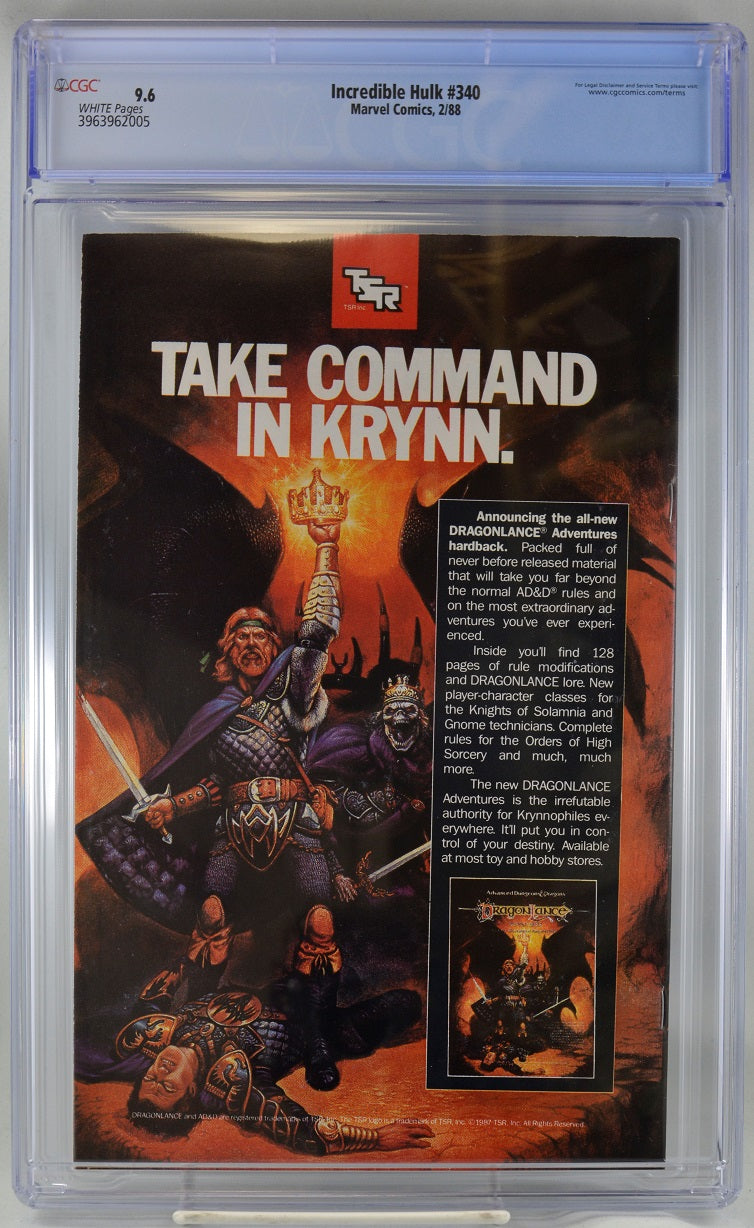 CGC
9.6
WHITE Pages
3963962005
Incredible Hulk #340
Marvel Comics, 2/88
For Legal Disclaimer and Service Terms please visit:
www.cgccomics.com/terms
TSR
TSR Inc
TAKE COMMAND
IN KRYNN.
Announcing the all-new
DRAGONLANCE® Adventures
hardback. Packed full of
never before released material
that will take you far beyond
the normal AD&D® rules and
on the most extraordinary ad-
ventures you've ever experi-
enced.
Inside you'll find 128
pages of rule modifications
and DRAGONLANCE lore. New
player-character classes for
the Knights of Solamnia and
Gnome technicians. Complete
rules for the Orders of High
Sorcery and much, much
more.
The new DRAGONLANCE
Adventures is the irrefutable
authority for Krynnophiles ev-
erywhere. It'll put you in con-
trol of your destiny. Available
at most toy and hobby stores.
Advanced Dungeons & Dragons
DRAGONLANCE
DRAGONLANCE and AD&D are registered trademarks of TSR, Inc. The TSR logo is a trademark of TSR, Inc. © 1987 TSR, Inc. All Rights Reserved.